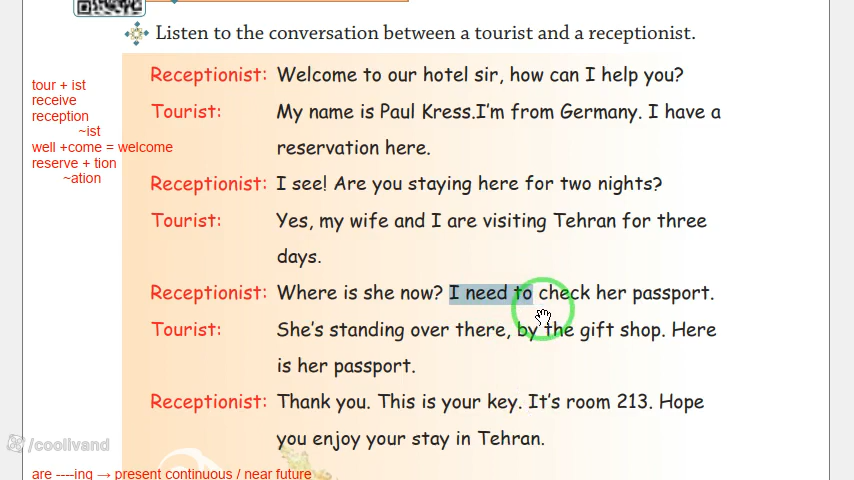 Listen to the conversation between a tourist and a receptionist.
Receptionist: Welcome to our hotel sir, how can I help you?
Tourist: My name is Paul Kress.I'm from Germany. I have a
reservation here.
Receptionist: I see! Are you staying here for two nights?
Tourist: Yes, my wife and I are visiting Tehran for three
days.
Receptionist: Where is she now? I need to check her passport.
Tourist: She's standing over there, by the gift shop. Here
is her passport.
Receptionist: Thank you. This is your key. It's room 213. Hope
you enjoy your stay in Tehran.
tour + ist
receive
reception
~ist
well +come = welcome
reserve + tion
~ation
/coolivand
are ----ing → present continuous / near future